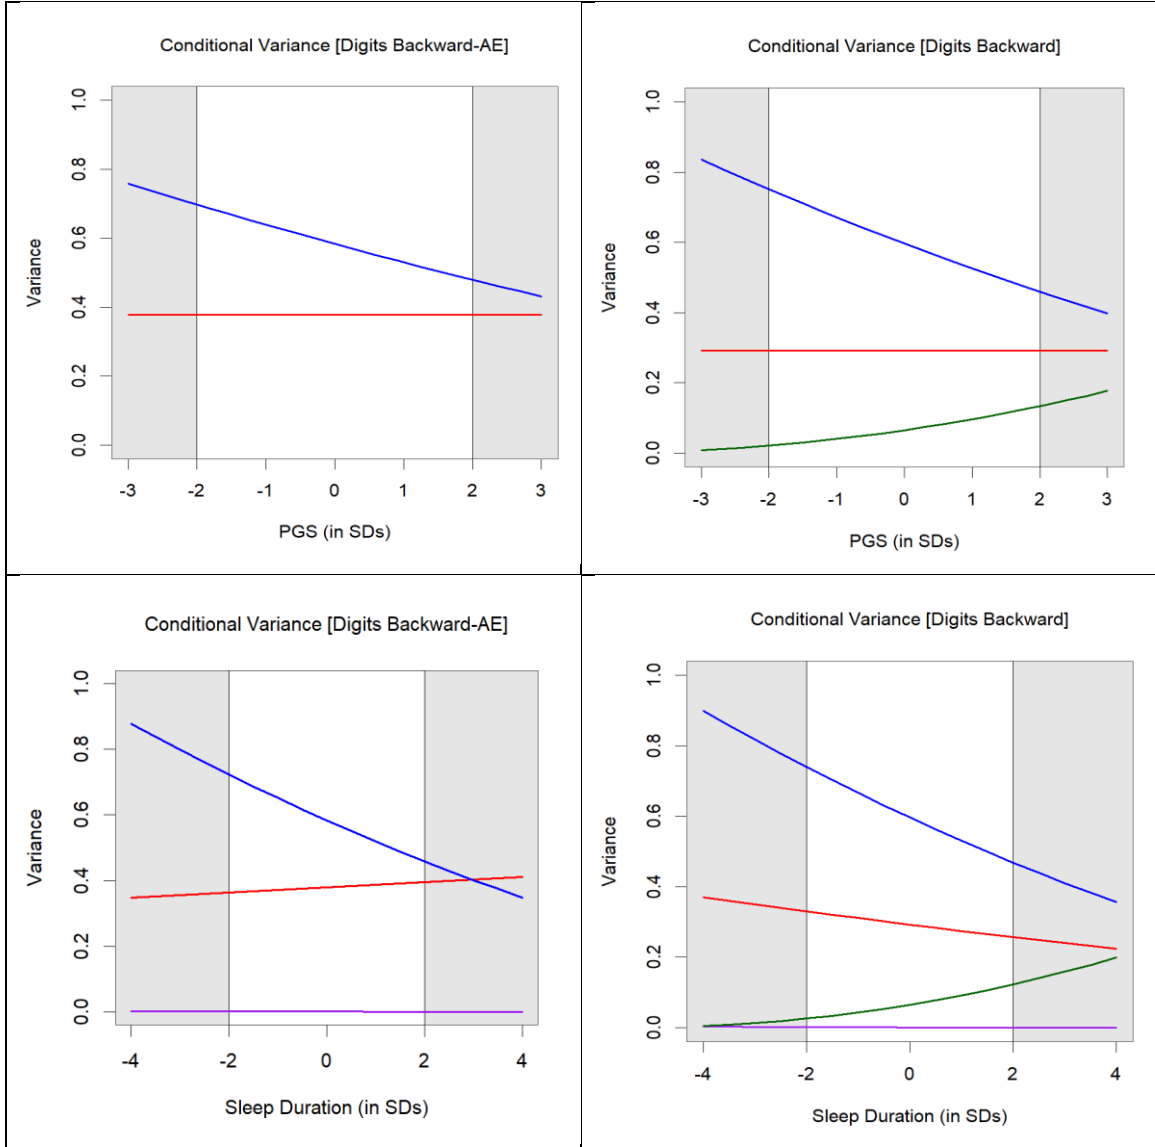 Conditional Variance [Digits Backward-AE]
Variance
1.0
0.8
0.6
0.4
0.2
0.0
-3 -2 -1 0 1 2 3
PGS (in SDs)
Conditional Variance [Digits Backward]
Variance
1.0
0.8
0.6
0.4
0.2
0.0
-3 -2 -1 0 1 2 3
PGS (in SDs)
Conditional Variance [Digits Backward-AE]
Variance
1.0
0.8
0.6
0.4
0.2
0.0
-4 -2 0 2 4
Sleep Duration (in SDs)
Conditional Variance [Digits Backward]
Variance
1.0
0.8
0.6
0.4
0.2
0.0
-4 -2 0 2 4
Sleep Duration (in SDs)